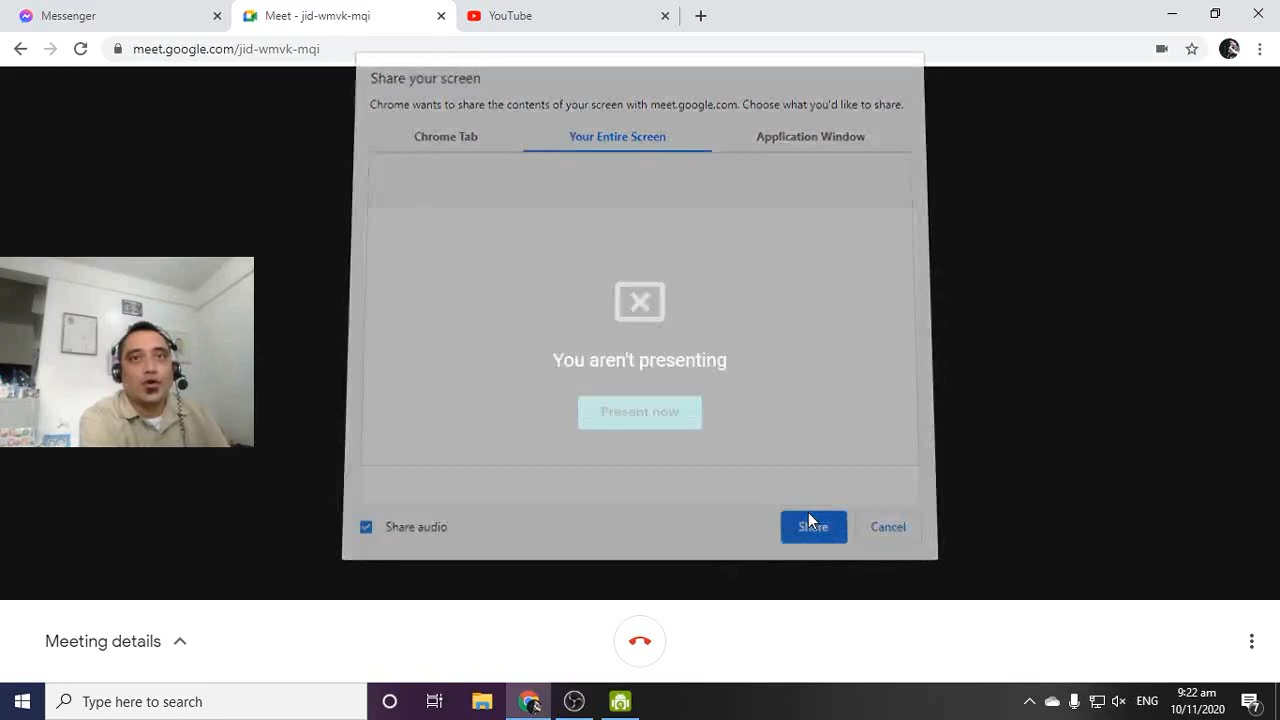 Messenger
Meet - jid-wmvk-mqi
YouTube
meet.google.com/jid-wmvk-mqi
Share your screen
Chrome wants to share the contents of your screen with meet.google.com. Choose what you'd like to share.
Chrome Tab
Your Entire Screen
Application Window
You aren't presenting
Present now
Share audio
Share
Cancel
Meeting details
Type here to search
ENG
9:22 am
10/11/2020
7